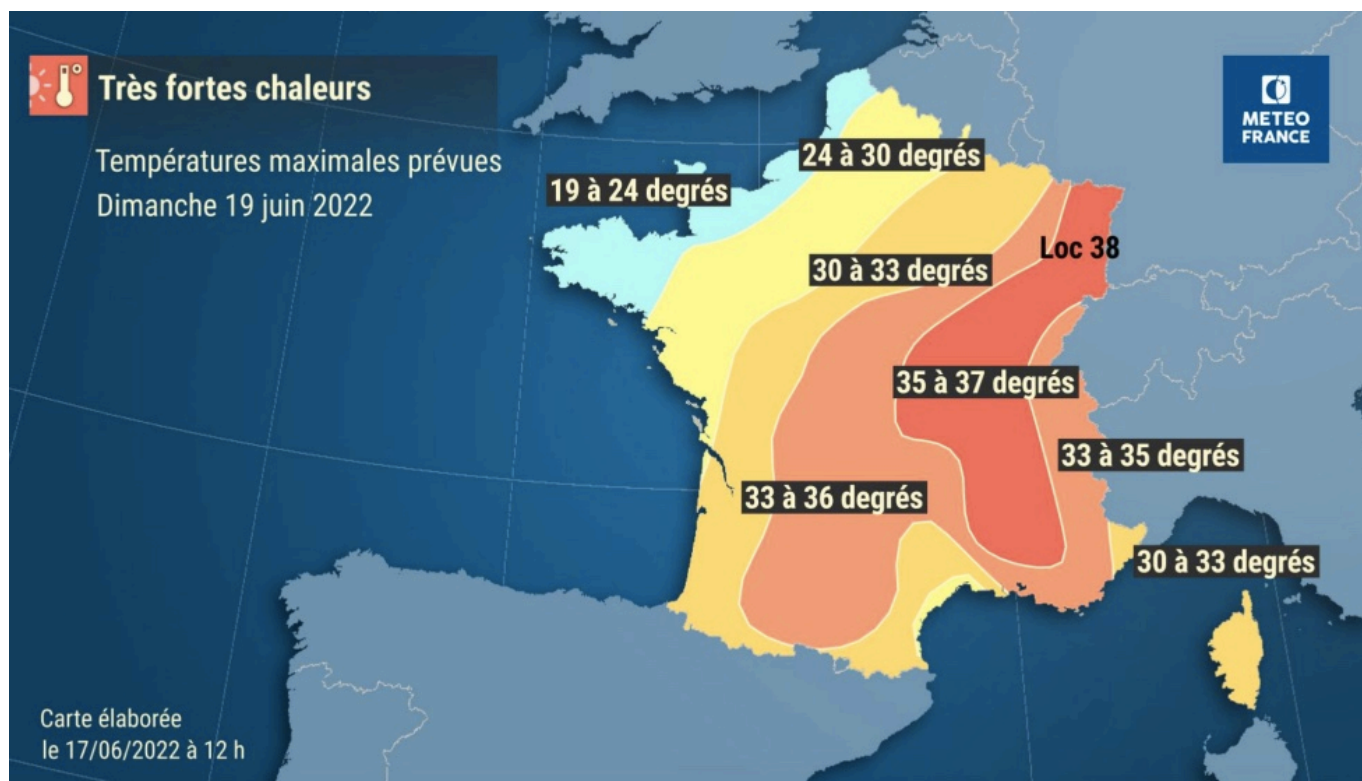 Très fortes chaleurs
METEO
FRANCE
Températures maximales prévues
Dimanche 19 juin 2022
24 à 30 degrés
19 à 24 degrés
Loc 38
30 à 33 degrés
35 à 37 degrés
33 à 35 degrés
33 à 36 degrés
30 à 33 degrés
Carte élaborée
le 17/06/2022 à 12 h